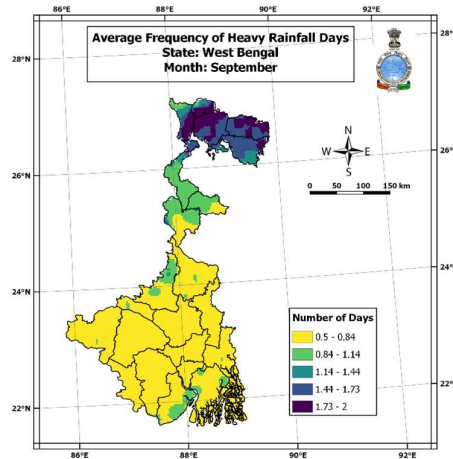 86°E
88°E
90°E
92°E
Average Frequency of Heavy Rainfall Days
State: West Bengal
Month: September
28°N
28°N
N
W
E
S
0
50
100
150 km
26°N
26°N
24°N
24°N
Number of Days
0.5 - 0.84
0.84 - 1.14
1.14 - 1.44
1.44 - 1.73
1.73 - 2
22°N
22°N
86°E
88°E
90°E
92°E